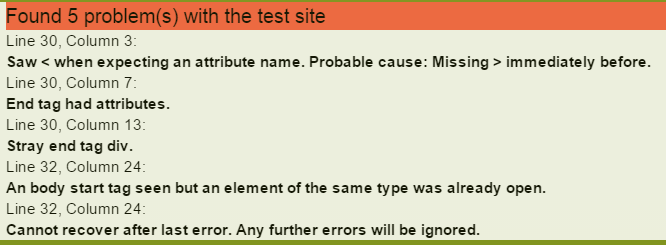 Found 5 problem(s) with the test site
Line 30, Column 3:
Saw < when expecting an attribute name. Probable cause: Missing > immediately before.
Line 30, Column 7:
End tag had attributes.
Line 30, Column 13:
Stray end tag div.
Line 32, Column 24:
An body start tag seen but an element of the same type was already open.
Line 32, Column 24:
Cannot recover after last error. Any further errors will be ignored.